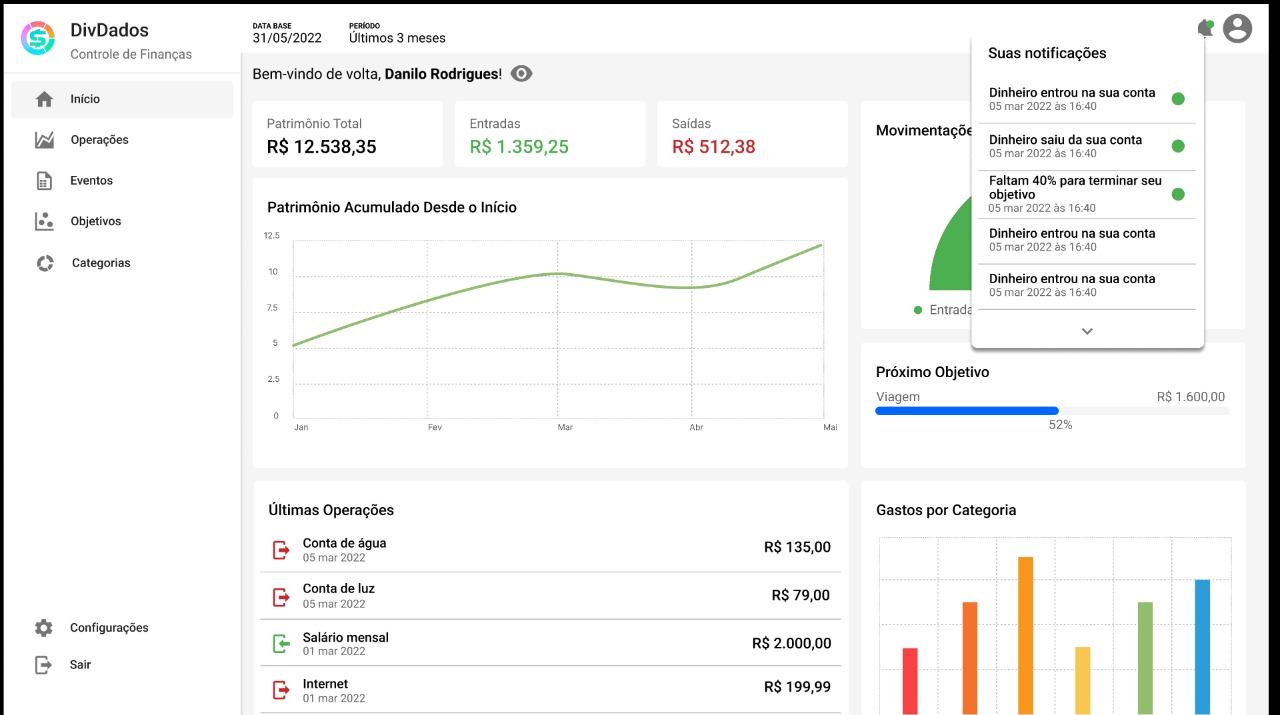 DivDados
Controle de Finanças
Início
Operações
Eventos
Objetivos
Categorias
Configurações
Sair
DATA BASE
31/05/2022
PERÍODO
Últimos 3 meses
Bem-vindo de volta, Danilo Rodrigues!
Patrimônio Total
R$ 12.538,35
Entradas
R$ 1.359,25
Saídas
R$ 512,38
Patrimônio Acumulado Desde o Início
12.5
10
7.5
5
2.5
0
Jan
Fev
Mar
Abr
Mai
Movimentaçõe
Entrada
Suas notificações
Dinheiro entrou na sua conta
05 mar 2022 às 16:40
Dinheiro saiu da sua conta
05 mar 2022 às 16:40
Faltam 40% para terminar seu
objetivo
05 mar 2022 às 16:40
Dinheiro entrou na sua conta
05 mar 2022 às 16:40
Dinheiro entrou na sua conta
05 mar 2022 às 16:40
Próximo Objetivo
Viagem
R$ 1.600,00
52%
Últimas Operações
Conta de água
05 mar 2022
R$ 135,00
Conta de luz
05 mar 2022
R$ 79,00
Salário mensal
01 mar 2022
R$ 2.000,00
Internet
01 mar 2022
R$ 199,99
Gastos por Categoria